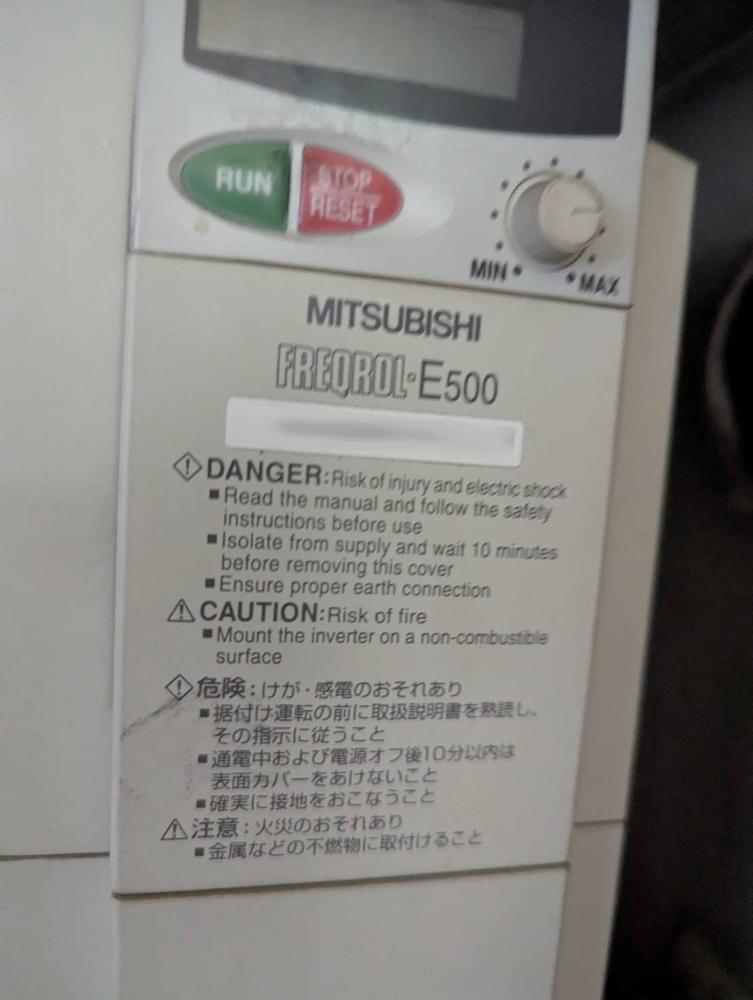 RUN
STOP
RESET
MIN
MAX
MITSUBISHI
FREQROL-E500
DANGER:Risk of injury and electric shock
■Read the manual and follow the safety
instructions before use
■Isolate from supply and wait 10 minutes
before removing this cover
■Ensure proper earth connection
CAUTION:Risk of fire
■Mount the inverter on a non-combustible
surface
危険:けが・感電のおそれあり
■据付け運転の前に取扱説明書を熟読し、
その指示に従うこと
■通電中および電源オフ後10分以内は
表面カバーをあけないこと
■確実に接地をおこなうこと
注意:火災のおそれあり
■金属などの不燃物に取付けること